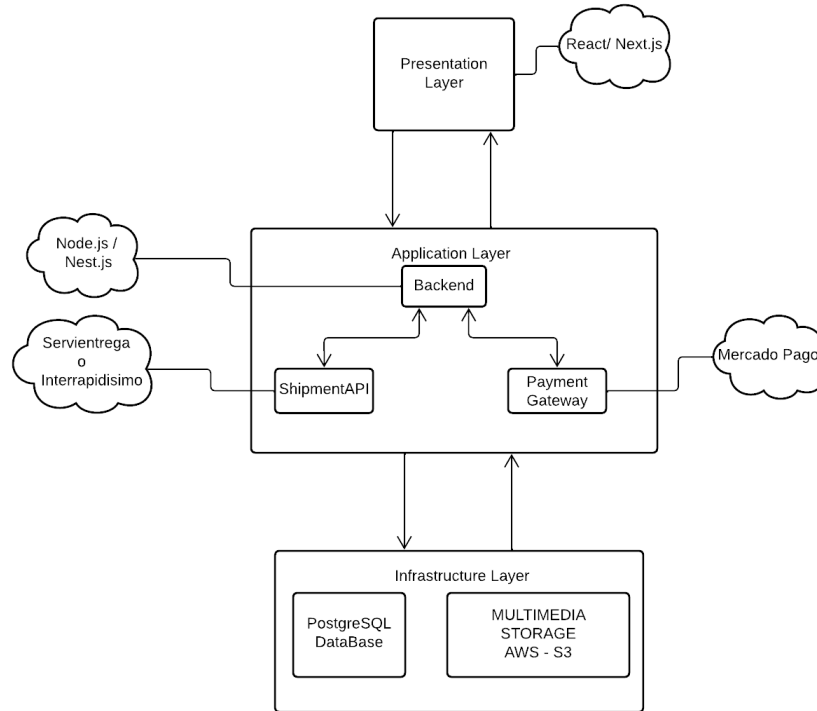 Presentation
Layer
React/ Next.js
Node.js /
Nest.js
Application Layer
Backend
Servientrega
o
Interrapidisimo
ShipmentAPI
Payment
Gateway
Mercado Pago
Infrastructure Layer
PostgreSQL
DataBase
MULTIMEDIA
STORAGE
AWS - S3